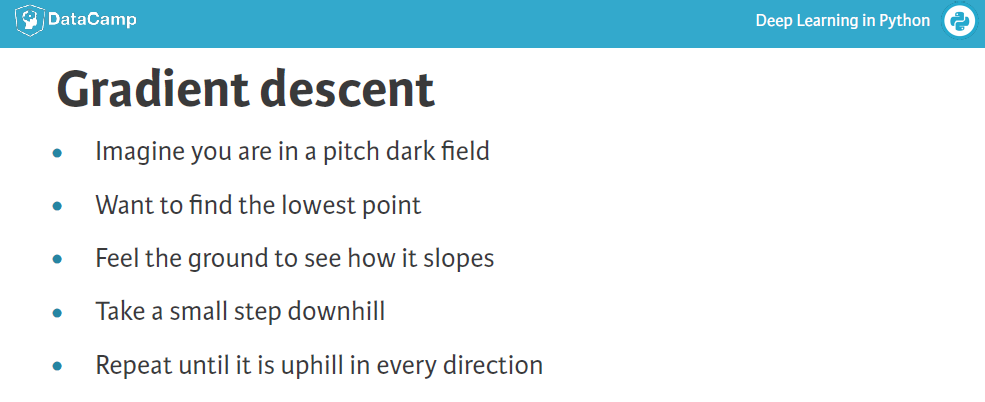 DataCamp
Deep Learning in Python
Gradient descent
• Imagine you are in a pitch dark field
• Want to find the lowest point
• Feel the ground to see how it slopes
• Take a small step downhill
• Repeat until it is uphill in every direction